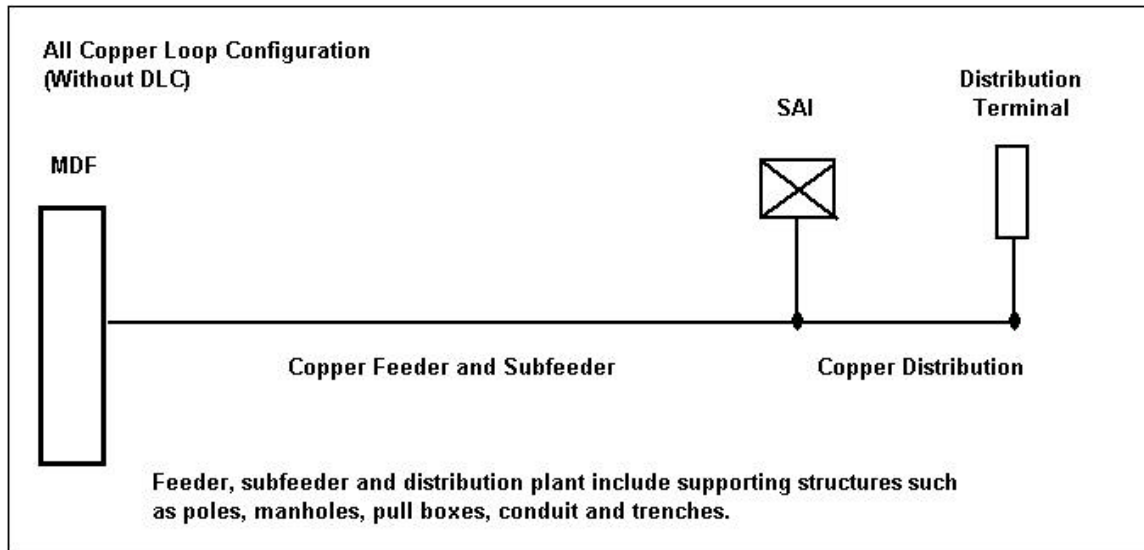 All Copper Loop Configuration
(Without DLC)
Distribution
Terminal
SAI
MDF
Copper Feeder and Subfeeder
Copper Distribution
Feeder, subfeeder and distribution plant include supporting structures such
as poles, manholes, pull boxes, conduit and trenches.